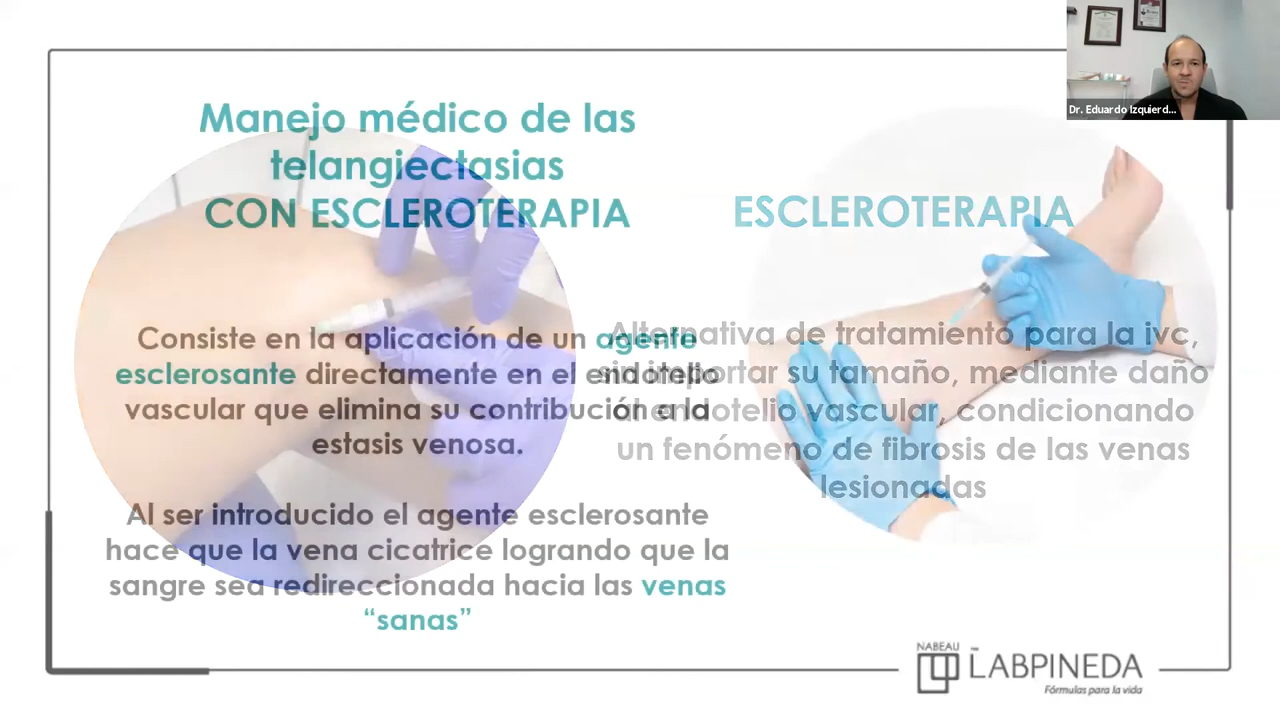 Dr. Eduardo Izquierd...
Manejo médico de las
telangiectasias
CON ESCLEROTERAPIA
Consiste en la aplicación de un agente
esclerosante directamente en el endotelio
vascular que elimina su contribución a la
estasis venosa.
Al ser introducido el agente esclerosante
hace que la vena cicatrice logrando que la
sangre sea redireccionada hacia las venas
“sanas”
ESCLEROTERAPIA
Alternativa de tratamiento para la ivc,
sin importar su tamaño, mediante daño
al endotelio vascular, condicionando
un fenómeno de fibrosis de las venas
lesionadas
NABEAU
LABPINEDA
Fórmulas para la vida